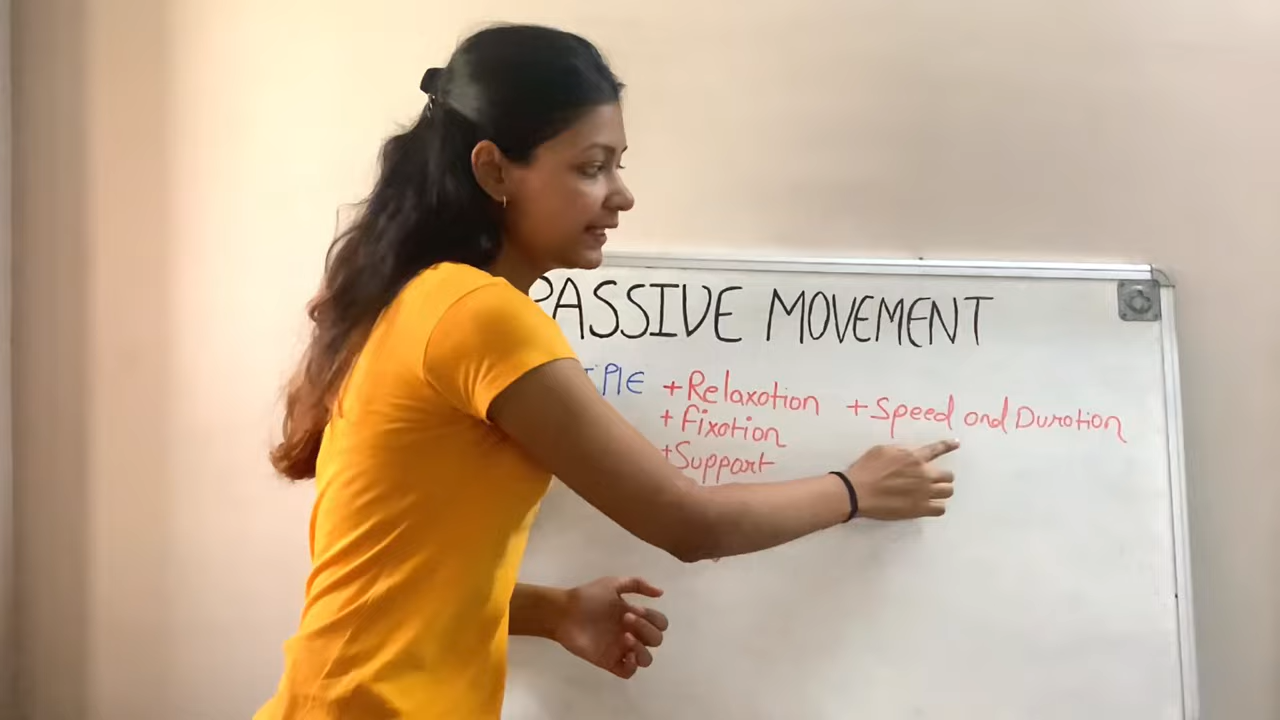 PASSIVE MOVEMENT
+Relaxation +Speed and Duration
+Fixation
+Support